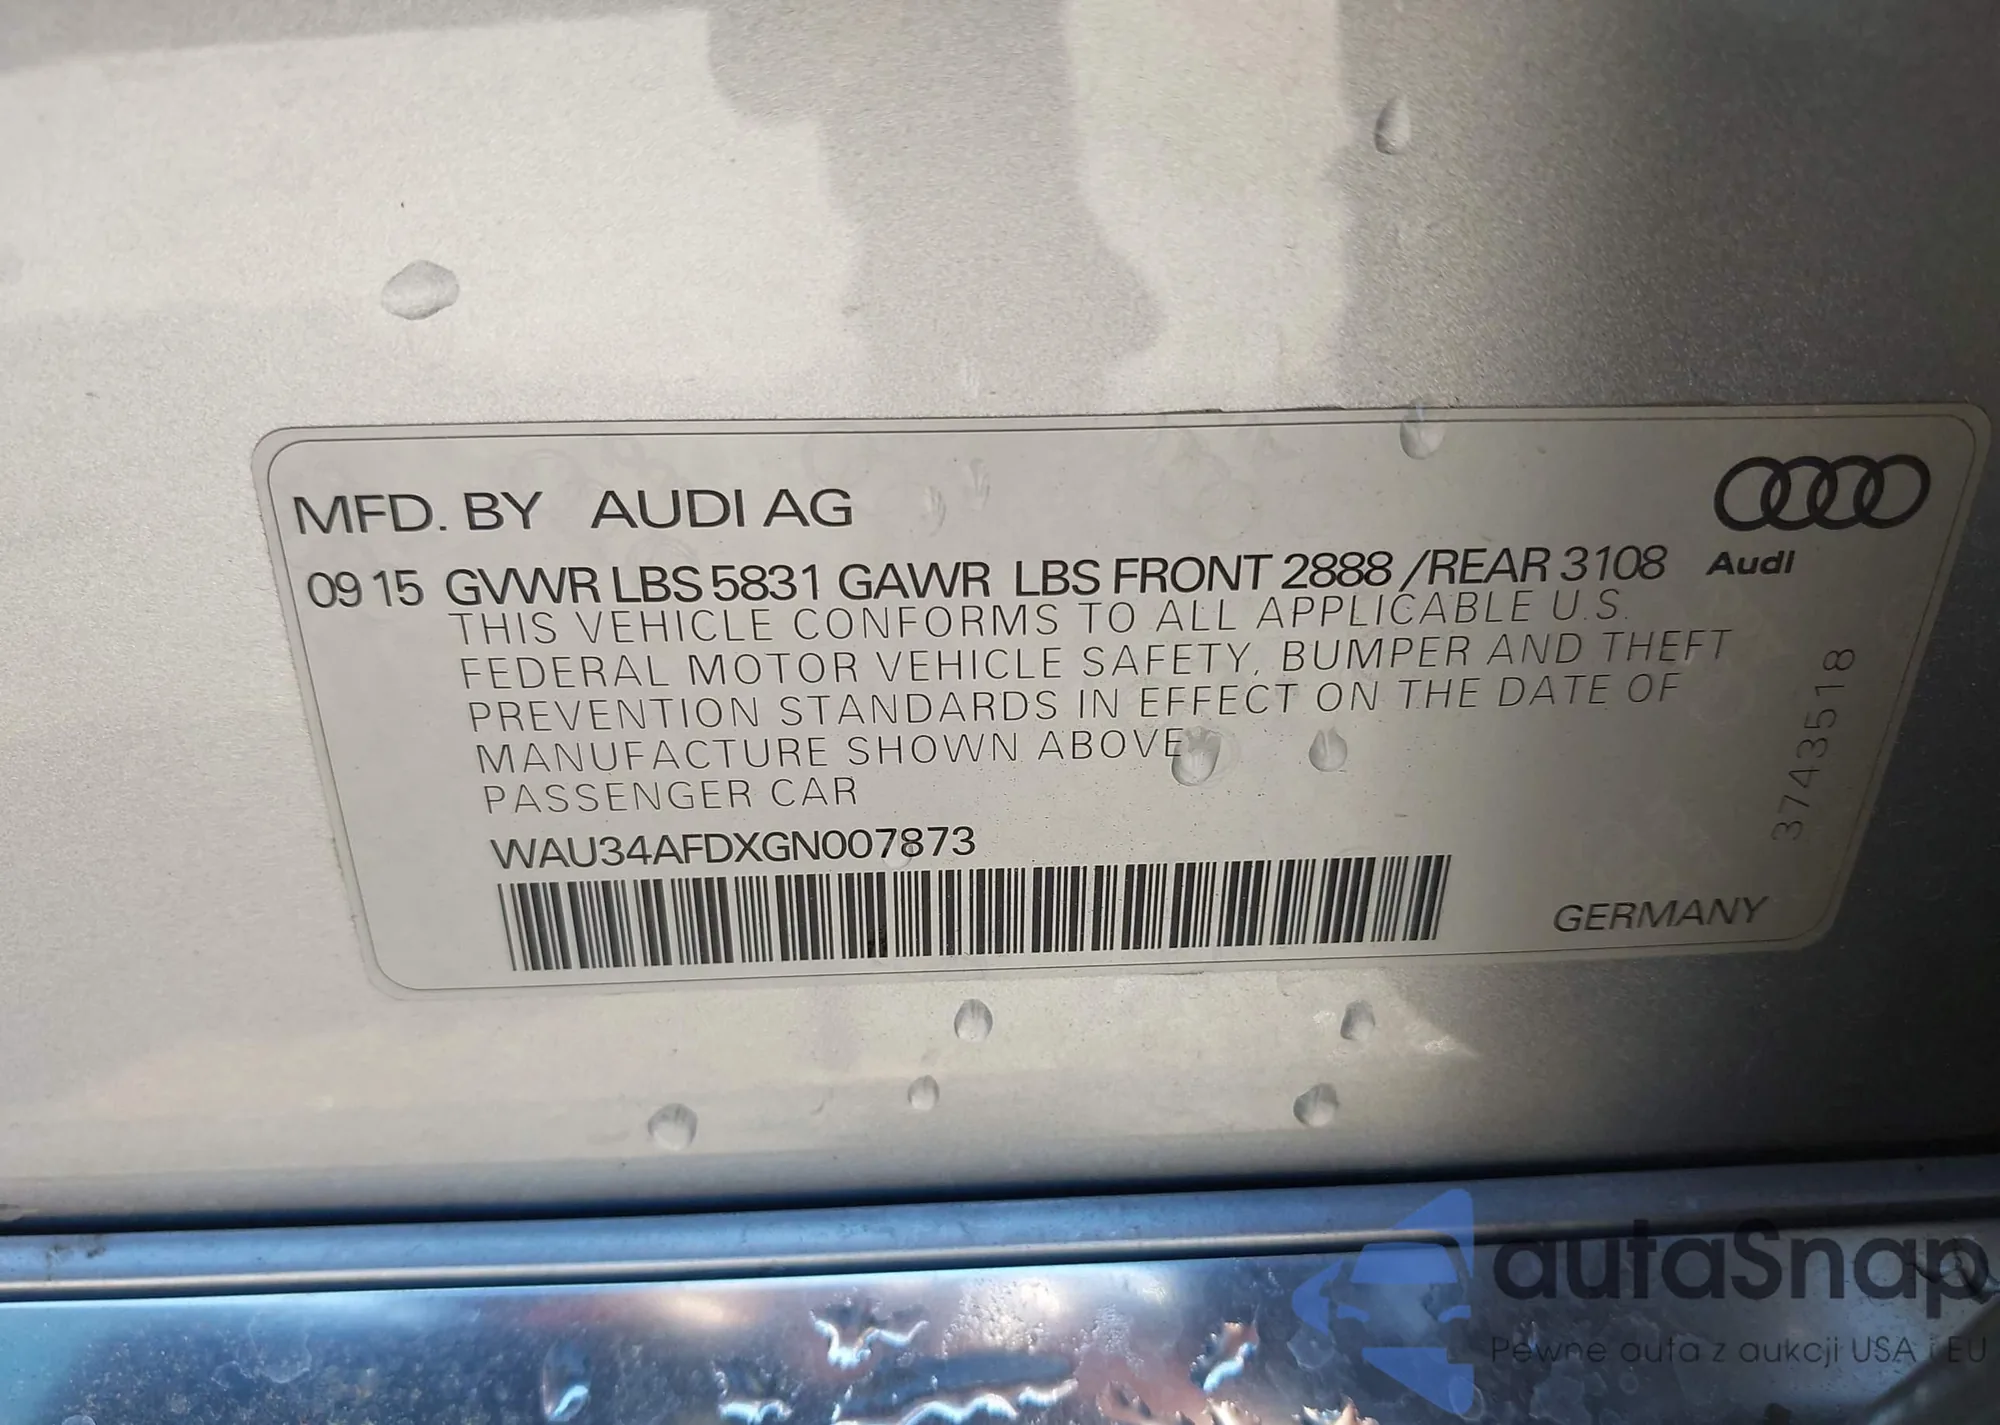 MFD. BY AUDI AG
09 15 GVWR LBS 5831 GAWR LBS FRONT 2888 /REAR 3108
Audi
THIS VEHICLE CONFORMS TO ALL APPLICABLE U.S.
FEDERAL MOTOR VEHICLE SAFETY, BUMPER AND THEFT
PREVENTION STANDARDS IN EFFECT ON THE DATE OF
MANUFACTURE SHOWN ABOVE
PASSENGER CAR
WAU34AFDXGN007873
GERMANY
3743518
autaSnap
Pewne auta z aukcji USA i EU